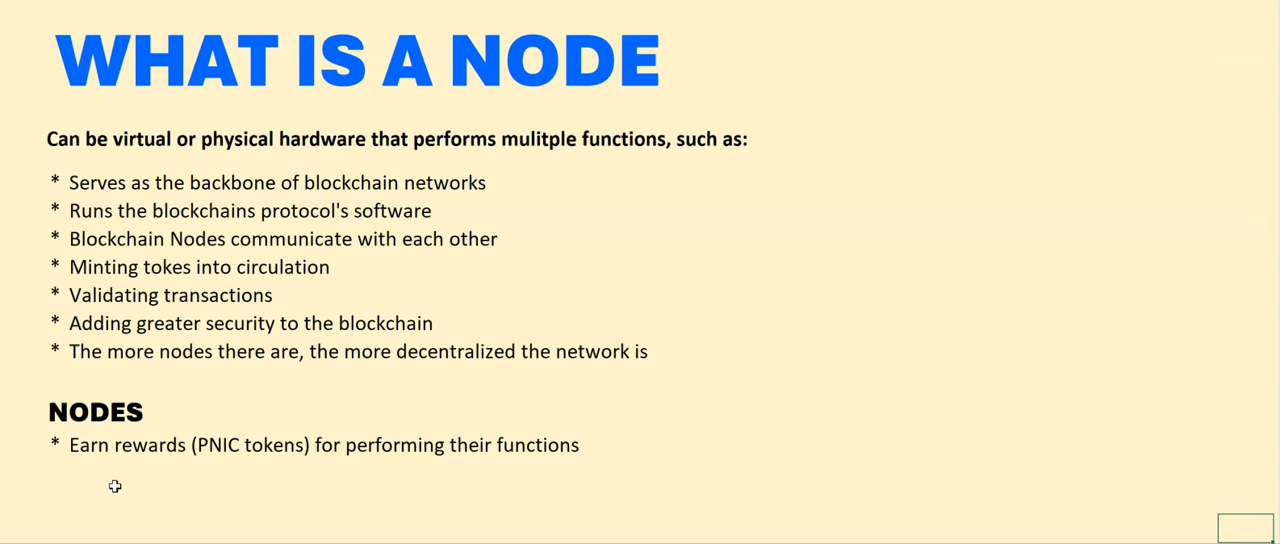 WHAT IS A NODE
Can be virtual or physical hardware that performs mulitple functions, such as:
* Serves as the backbone of blockchain networks
* Runs the blockchains protocol's software
* Blockchain Nodes communicate with each other
* Minting tokes into circulation
* Validating transactions
* Adding greater security to the blockchain
* The more nodes there are, the more decentralized the network is
NODES
* Earn rewards (PNIC tokens) for performing their functions